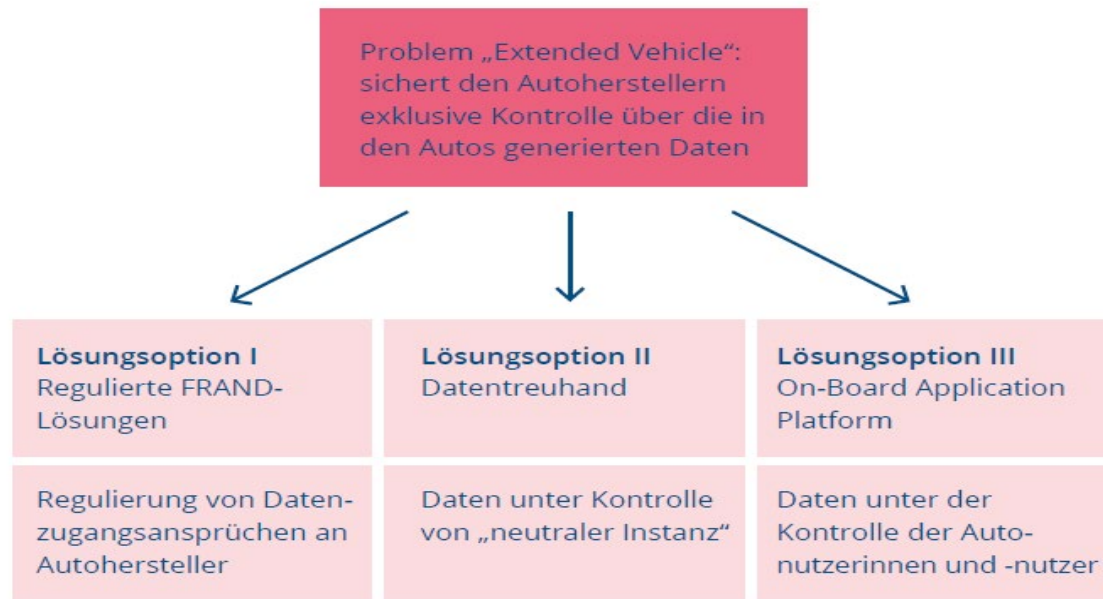 Problem „Extended Vehicle“:
sichert den Autoherstellern
exklusive Kontrolle über die in
den Autos generierten Daten
Lösungsoption I
Regulierte FRAND-
Lösungen
Lösungsoption II
Datentreuhand
Lösungsoption III
On-Board Application
Platform
Regulierung von Daten-
zugangsansprüchen an
Autohersteller
Daten unter Kontrolle
von „neutraler Instanz“
Daten unter der
Kontrolle der Auto-
nutzerinnen und -nutzer